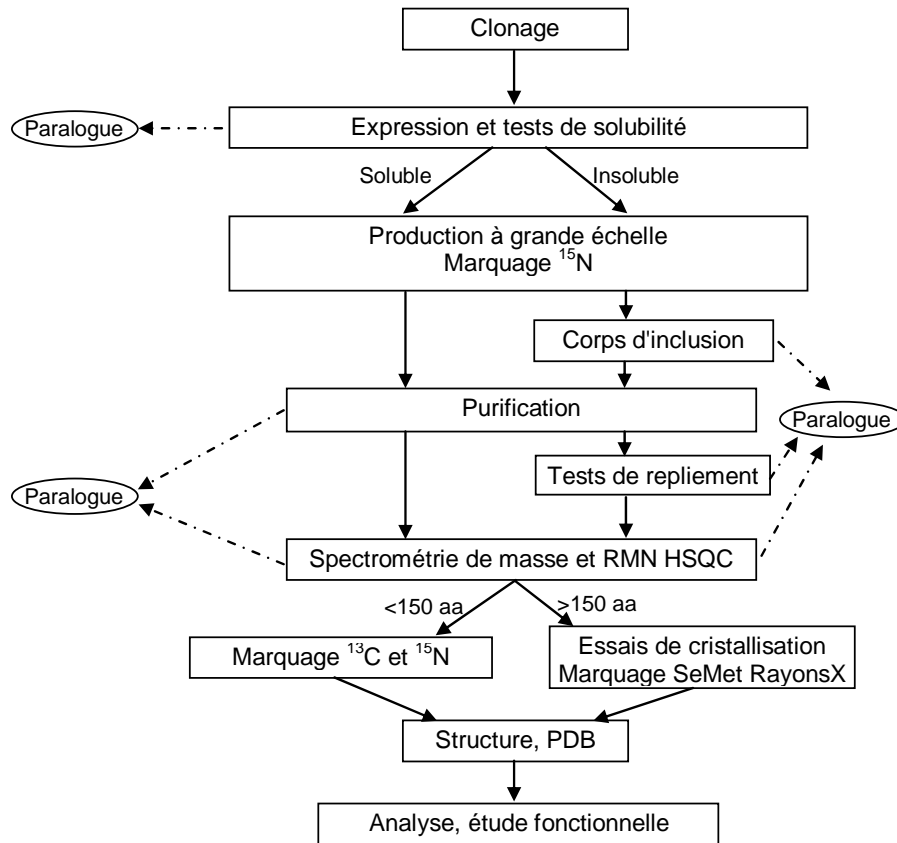 Clonage
Paralogue
Expression et tests de solubilité
Soluble
Insoluble
Production à grande échelle
Marquage ¹⁵N
Corps d'inclusion
Purification
Paralogue
Tests de repliement
Paralogue
Spectrométrie de masse et RMN HSQC
<150 aa
>150 aa
Marquage ¹³C et ¹⁵N
Essais de cristallisation
Marquage SeMet RayonsX
Structure, PDB
Analyse, étude fonctionnelle